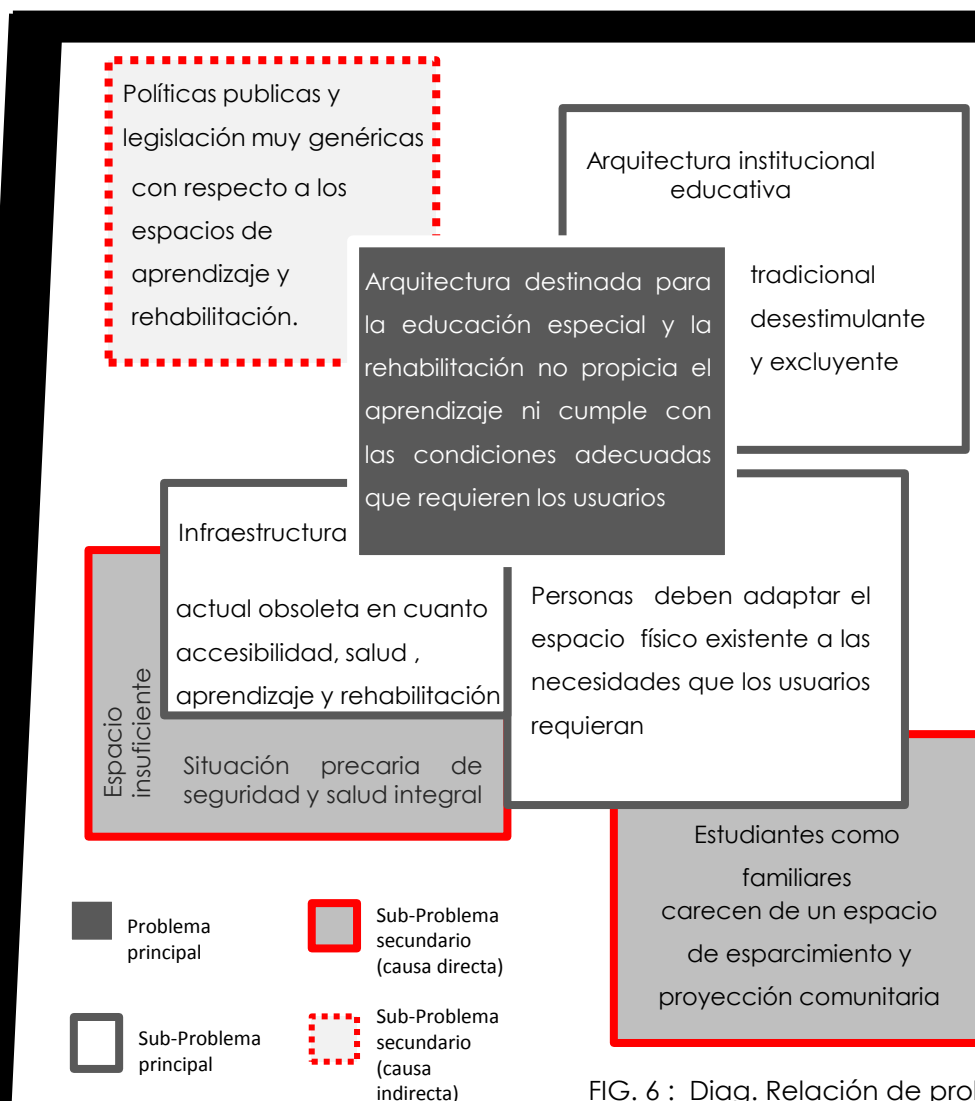 Políticas publicas y
legislación muy genéricas
con respecto a los
espacios de
aprendizaje y
rehabilitación.
Arquitectura institucional
educativa
tradicional
desestimulante
y excluyente
Arquitectura destinada para
la educación especial y la
rehabilitación no propicia el
aprendizaje ni cumple con
las condiciones adecuadas
que requieren los usuarios
Infraestructura
actual obsoleta en cuanto
accesibilidad, salud ,
aprendizaje y rehabilitación
Personas deben adaptar el
espacio físico existente a las
necesidades que los usuarios
requieran
Espacio
insuficiente
Situación precaria de
seguridad y salud integral
Estudiantes como
familiares
carecen de un espacio
de esparcimiento y
proyección comunitaria
Problema
principal
Sub-Problema
secundario
(causa directa)
Sub-Problema
principal
Sub-Problema
secundario
(causa
indirecta)
FIG. 6 : Diag. Relación de